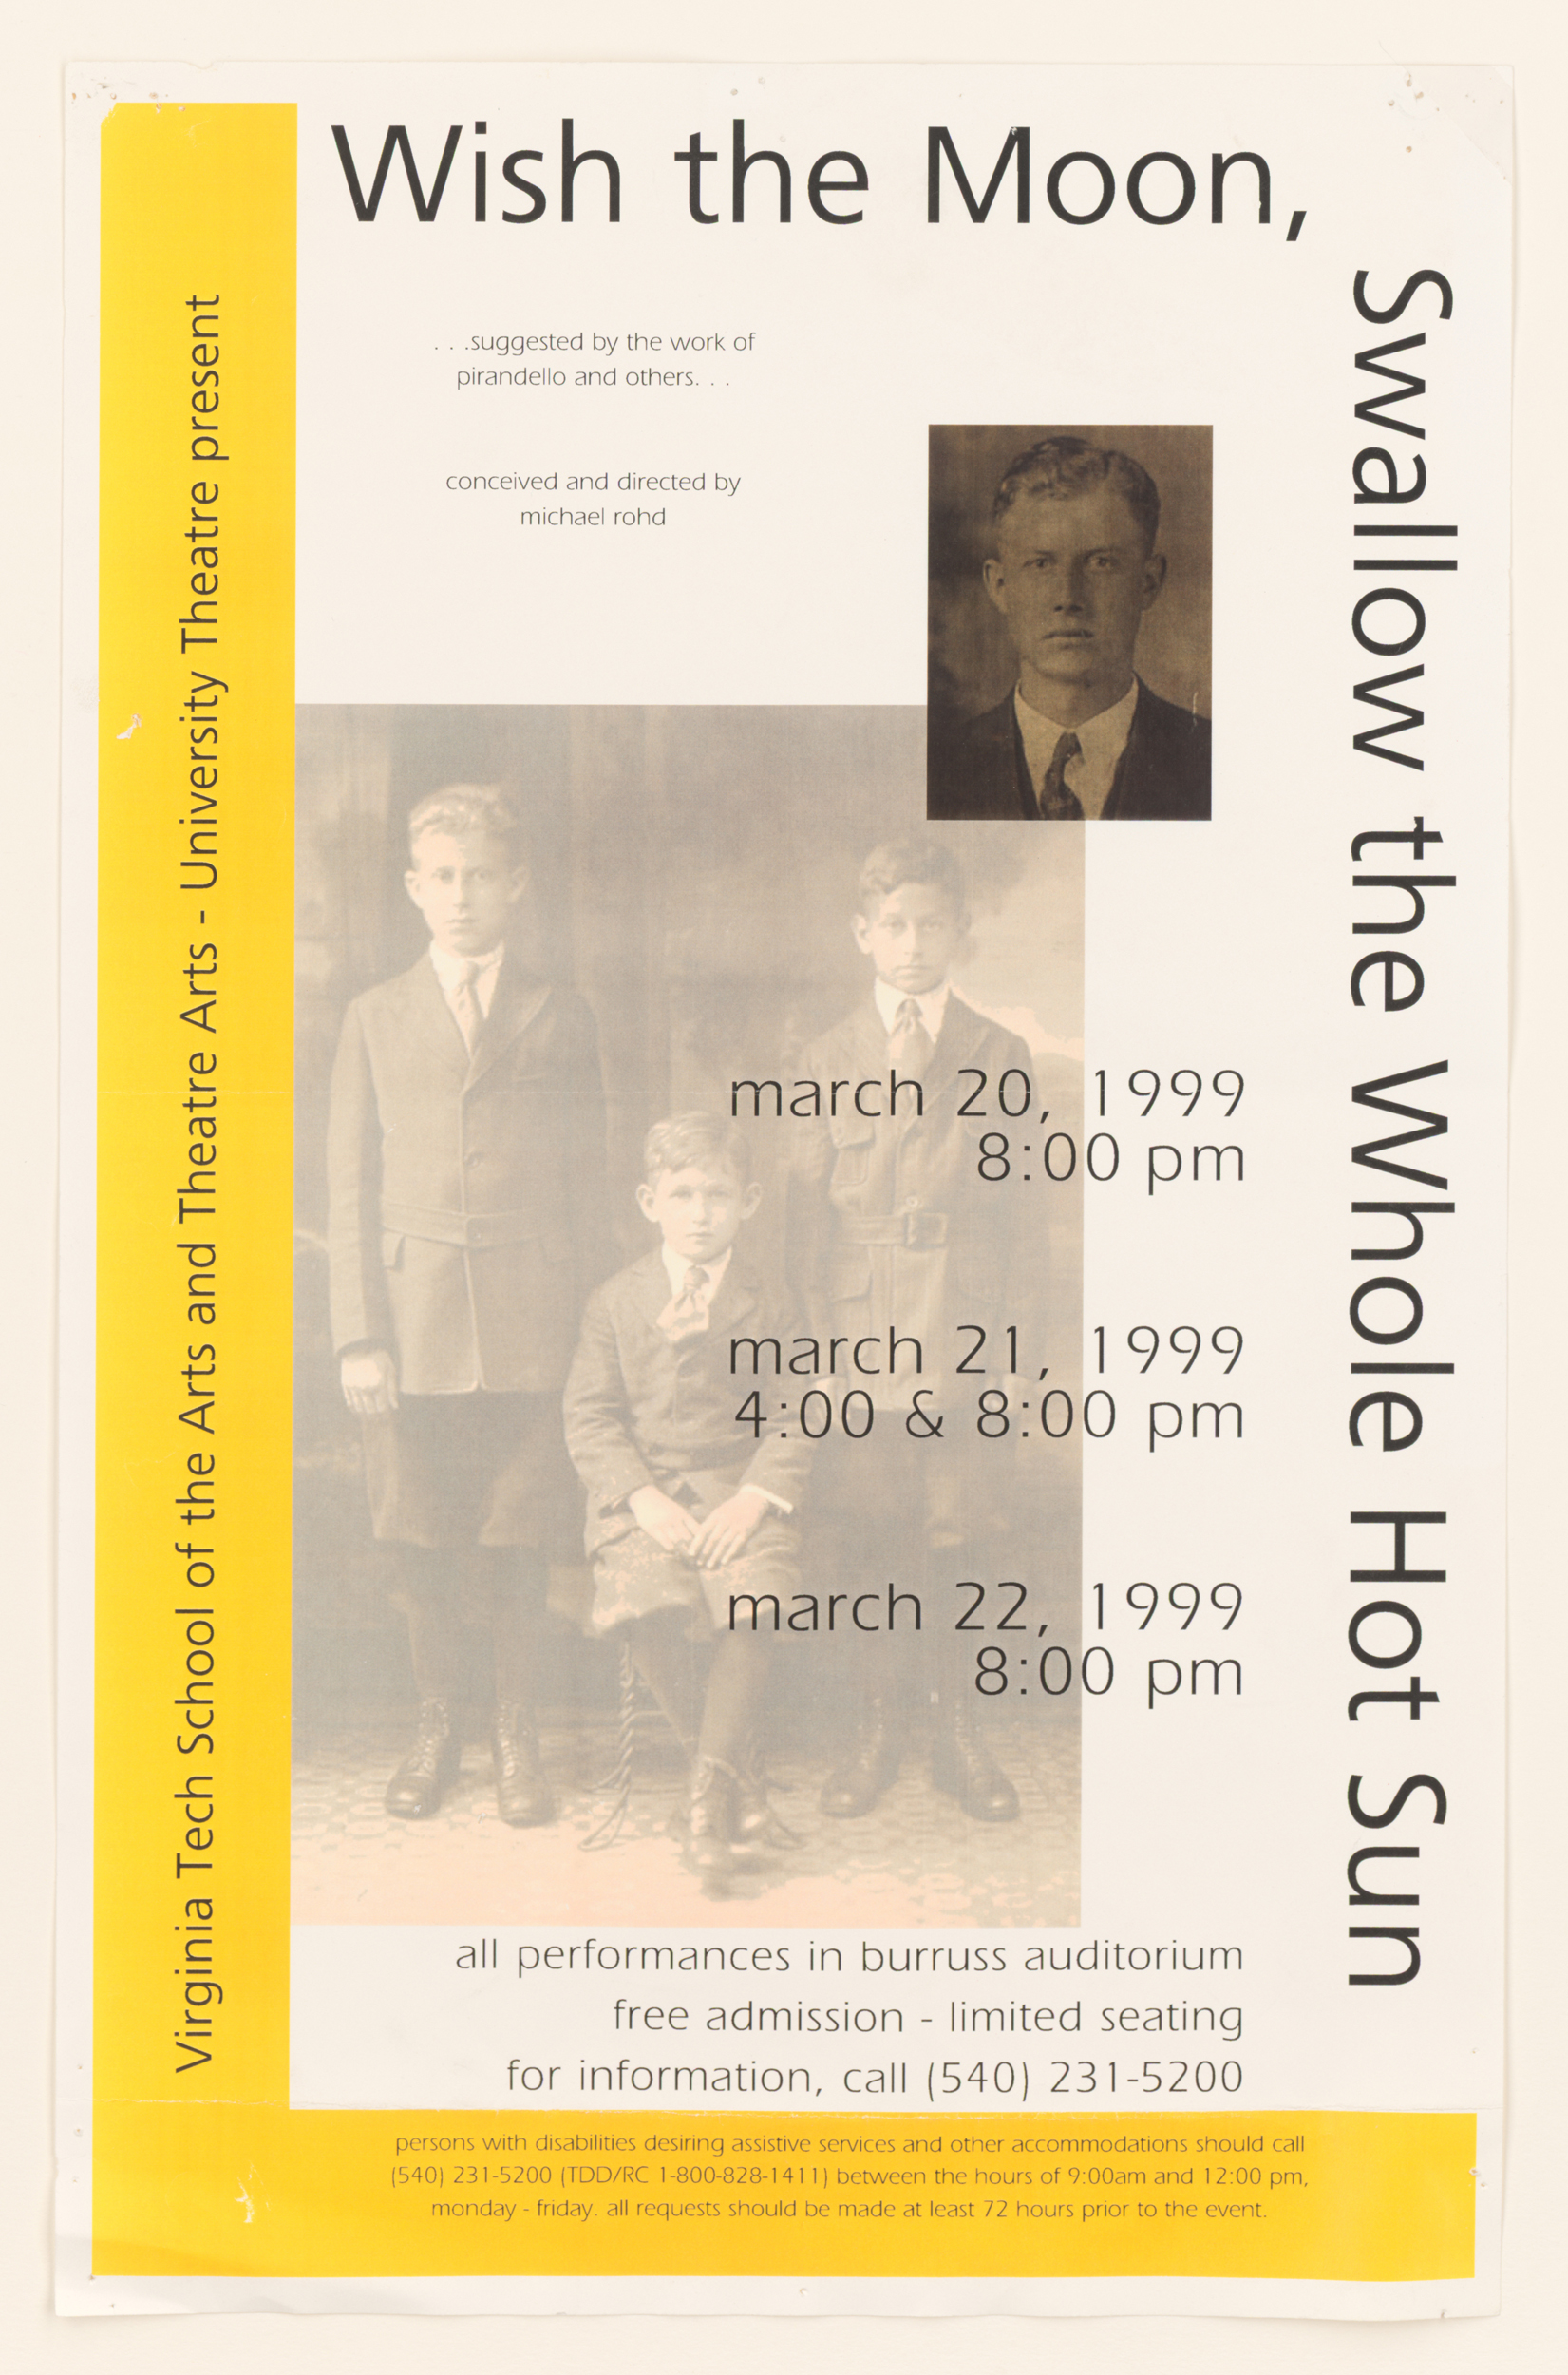 Wish the Moon,
Swallow the Whole Hot Sun
Virginia Tech School of the Arts and Theatre Arts - University Theatre present
. . .suggested by the work of
pirandello and others. . .
conceived and directed by
michael rohd
march 20, 1999
8:00 pm
march 21, 1999
4:00 & 8:00 pm
march 22, 1999
8:00 pm
all performances in burruss auditorium
free admission - limited seating
for information, call (540) 231-5200
persons with disabilities desiring assistive services and other accommodations should call
(540) 231-5200 (TDD/RC 1-800-828-1411) between the hours of 9:00am and 12:00 pm,
monday - friday. all requests should be made at least 72 hours prior to the event.